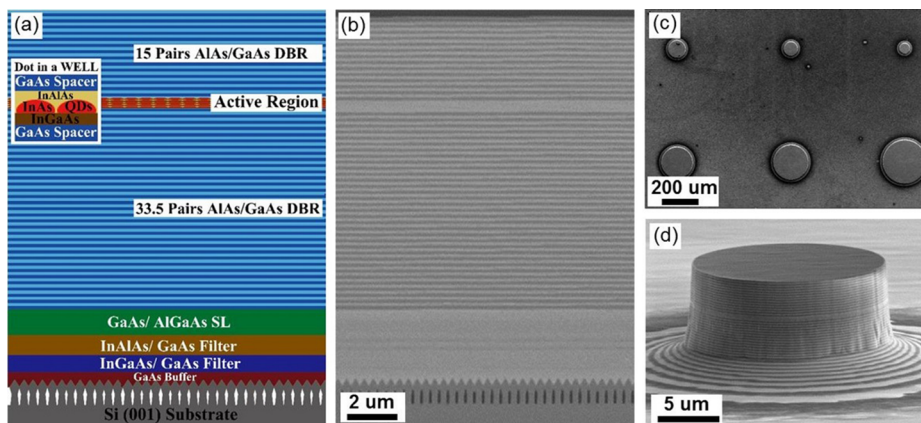 (a)
15 Pairs AlAs/GaAs DBR
Dot in a WELL
GaAs Spacer
InAlAs
InAs QDs
InGaAs
GaAs Spacer
Active Region
33.5 Pairs AlAs/GaAs DBR
GaAs/ AlGaAs SL
InAlAs/ GaAs Filter
InGaAs/ GaAs Filter
GaAs Buffer
Si (001) Substrate
(b)
2 um
(c)
200 um
(d)
5 um